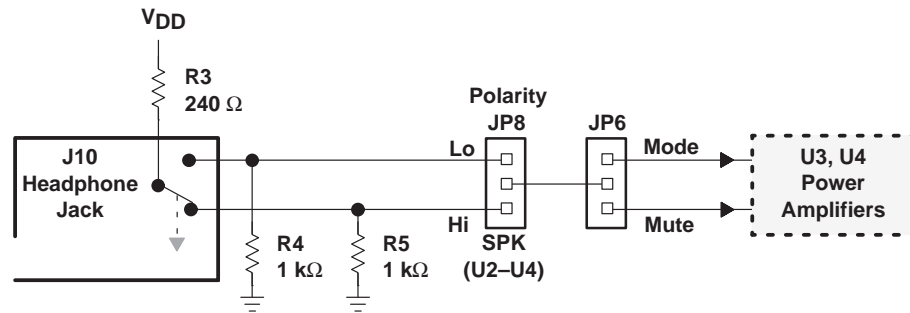 VDD
R3
240 Ω
Polarity
JP8
JP6
J10
Headphone
Jack
Lo
Mode
U3, U4
Power
Amplifiers
Hi
Mute
R4
1 kΩ
R5
1 kΩ
SPK
(U2–U4)